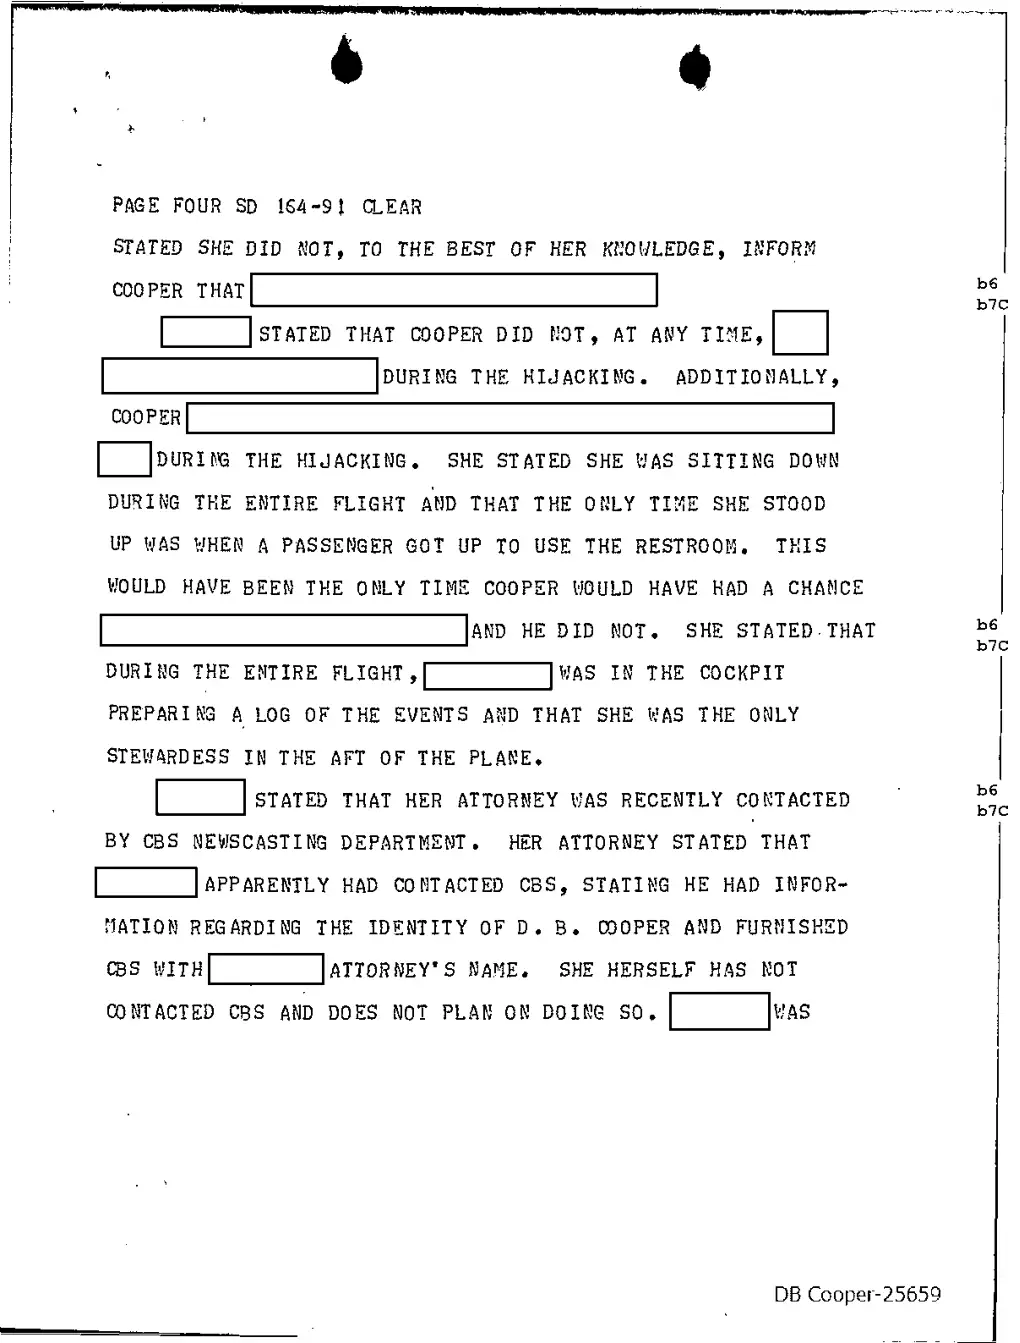 PAGE FOUR SD 164-91 CLEAR
STATED SHE DID NOT, TO THE BEST OF HER KNOWLEDGE, INFORM
COOPER THAT
b6
b7C
STATED THAT COOPER DID NOT, AT ANY TIME,
DURING THE HIJACKING. ADDITIONALLY,
COOPER
DURING THE HIJACKING. SHE STATED SHE WAS SITTING DOWN
DURING THE ENTIRE FLIGHT AND THAT THE ONLY TIME SHE STOOD
UP WAS WHEN A PASSENGER GOT UP TO USE THE RESTROOM. THIS
WOULD HAVE BEEN THE ONLY TIME COOPER WOULD HAVE HAD A CHANCE
AND HE DID NOT. SHE STATED THAT
b6
b7C
DURING THE ENTIRE FLIGHT, WAS IN THE COCKPIT
PREPARING A LOG OF THE EVENTS AND THAT SHE WAS THE ONLY
STEWARDESS IN THE AFT OF THE PLANE.
STATED THAT HER ATTORNEY WAS RECENTLY CONTACTED
b6
b7C
BY CBS NEWSCASTING DEPARTMENT. HER ATTORNEY STATED THAT
APPARENTLY HAD CONTACTED CBS, STATING HE HAD INFOR-
MATION REGARDING THE IDENTITY OF D. B. COOPER AND FURNISHED
CBS WITH ATTORNEY'S NAME. SHE HERSELF HAS NOT
CONTACTED CBS AND DOES NOT PLAN ON DOING SO. WAS
DB Cooper-25659